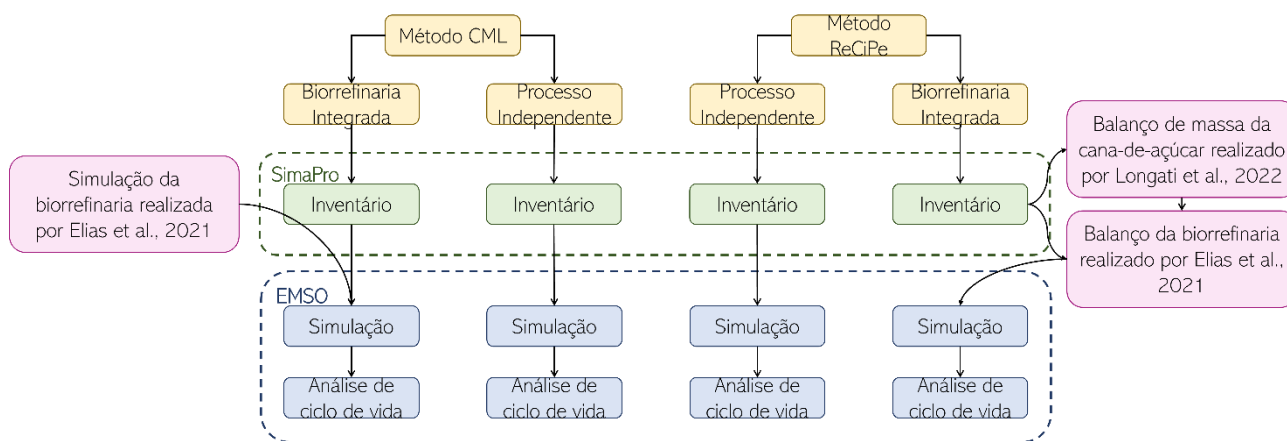 Método CML
Método
ReCiPe
Biorrefinaria
Integrada
Processo
Independente
Processo
Independente
Biorrefinaria
Integrada
Balanço de massa da
cana-de-açúcar realizado
por Longati et al., 2022
SimaPro
Simulação da
biorrefinaria realizada
por Elias et al., 2021
Inventário
Inventário
Inventário
Inventário
Balanço da biorrefinaria
realizado por Elias et al.,
2021
EMSO
Simulação
Simulação
Simulação
Simulação
Análise de
ciclo de vida
Análise de
ciclo de vida
Análise de
ciclo de vida
Análise de
ciclo de vida